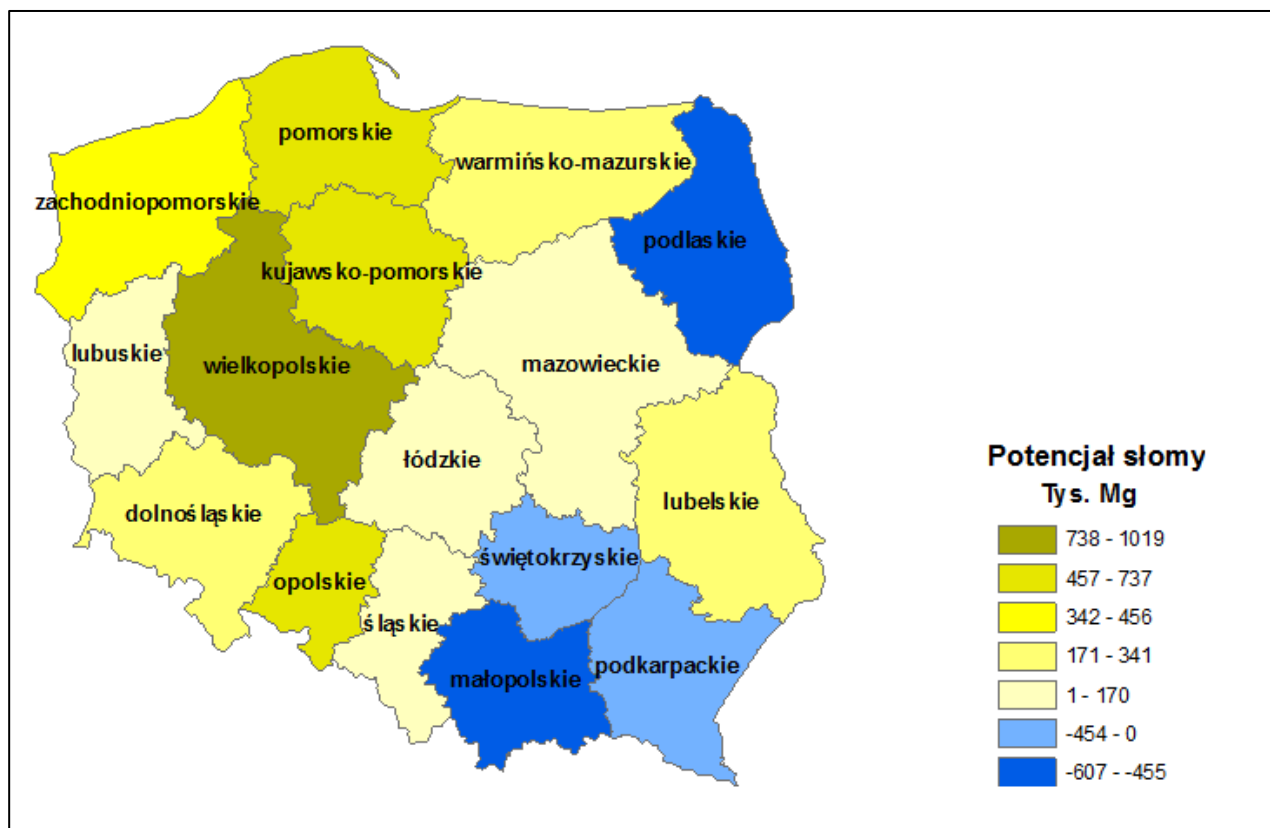 pomorskie
warmińsko-mazurskie
zachodniopomorskie
podlaskie
kujawsko-pomorskie
lubuskie
wielkopolskie
mazowieckie
łódzkie
lubelskie
dolnośląskie
świętokrzyskie
opolskie
śląskie
podkarpackie
małopolskie
Potencjał słomy
Tys. Mg
738 - 1019
457 - 737
342 - 456
171 - 341
1 - 170
-454 - 0
-607 - -455